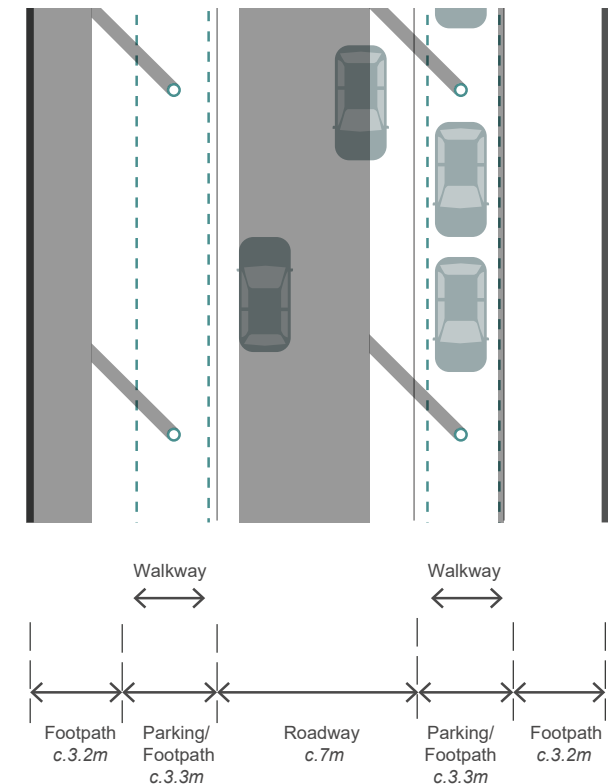 Walkway
Walkway
Footpath
c.3.2m
Parking/
Footpath
c.3.3m
Roadway
c.7m
Parking/
Footpath
c.3.3m
Footpath
c.3.2m